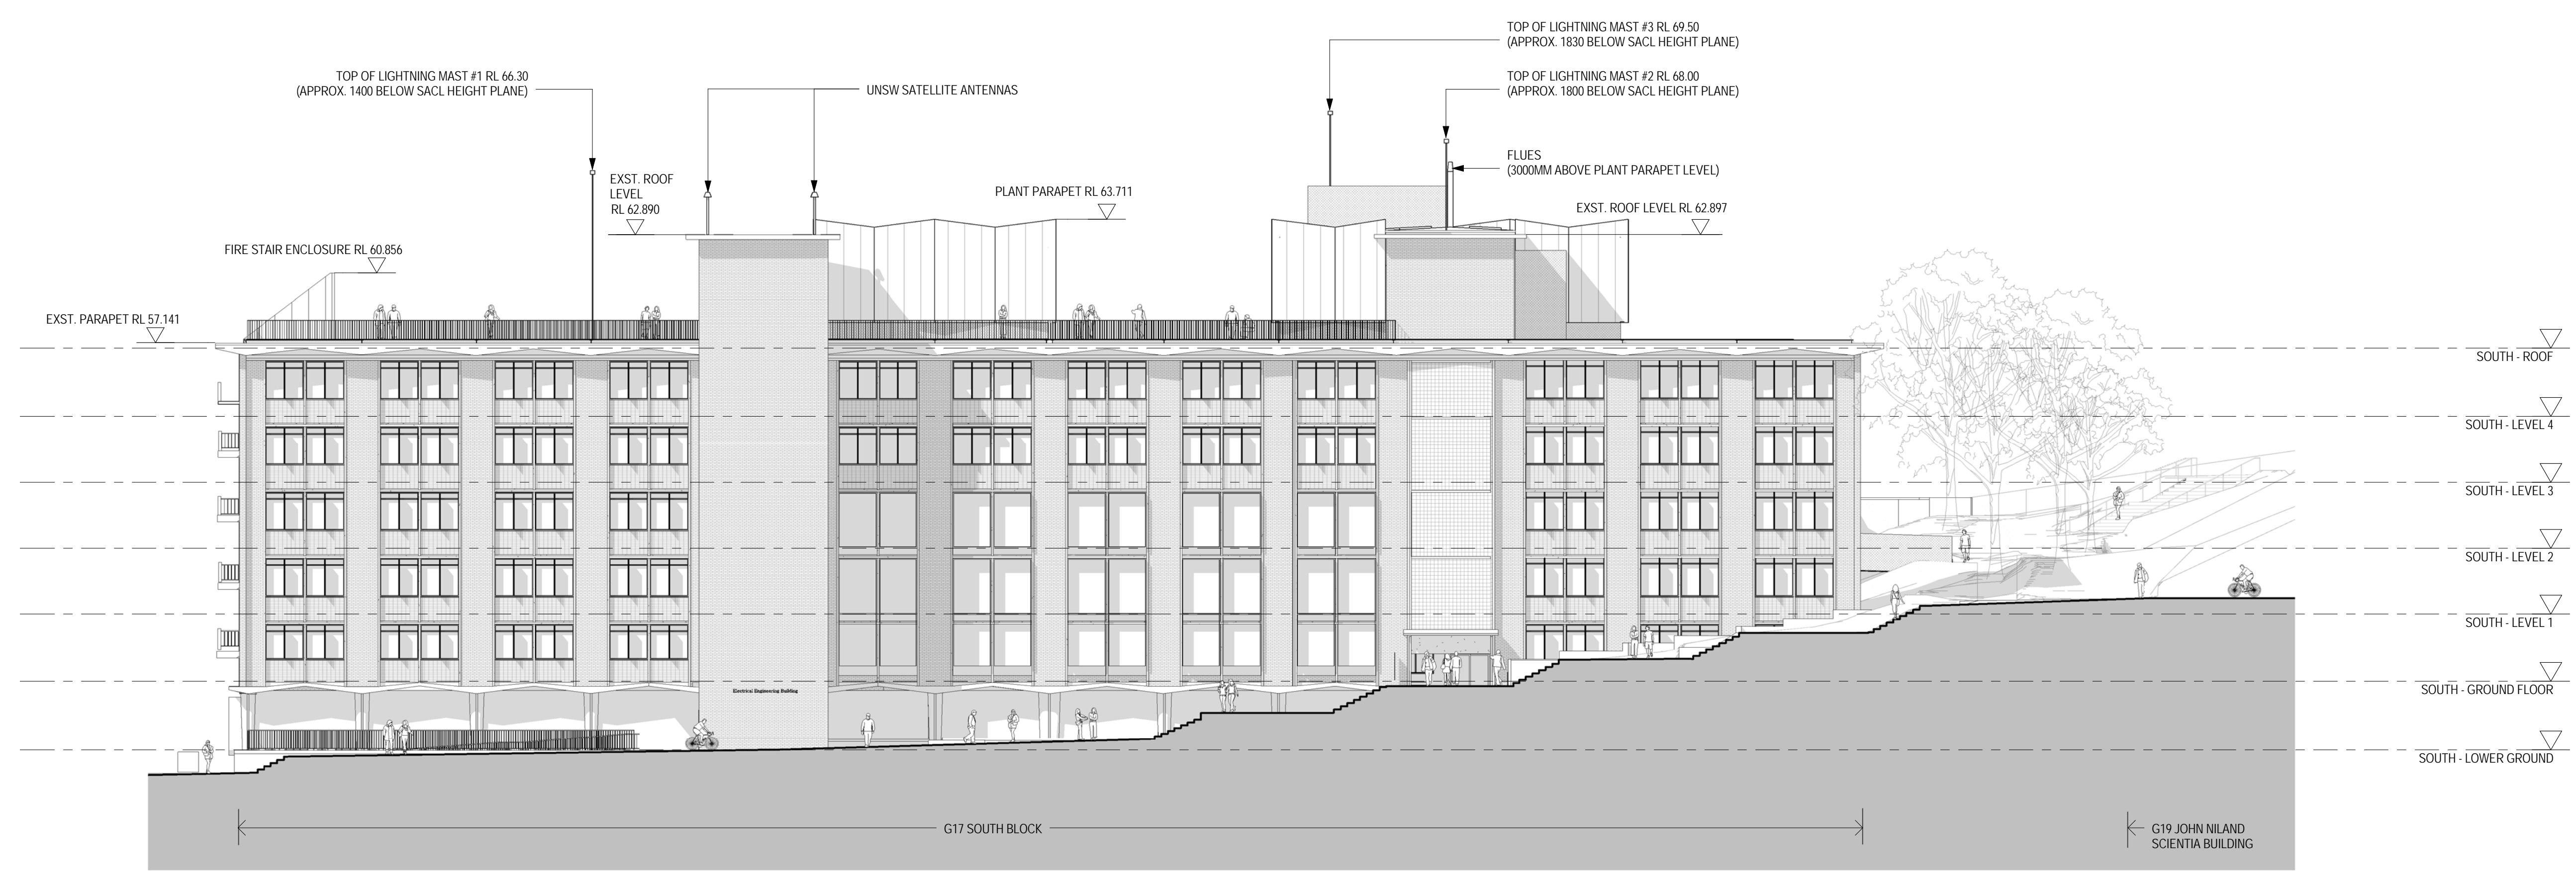 TOP OF LIGHTNING MAST #3 RL 69.50
(APPROX. 1830 BELOW SACL HEIGHT PLANE)
TOP OF LIGHTNING MAST #1 RL 66.30
(APPROX. 1400 BELOW SACL HEIGHT PLANE)
UNSW SATELLITE ANTENNAS
TOP OF LIGHTNING MAST #2 RL 68.00
(APPROX. 1800 BELOW SACL HEIGHT PLANE)
FLUES
(3000MM ABOVE PLANT PARAPET LEVEL)
EXST. ROOF
LEVEL
RL 62.890
PLANT PARAPET RL 63.711
EXST. ROOF LEVEL RL 62.897
FIRE STAIR ENCLOSURE RL 60.856
EXST. PARAPET RL 57.141
SOUTH - ROOF
SOUTH - LEVEL 4
SOUTH - LEVEL 3
SOUTH - LEVEL 2
SOUTH - LEVEL 1
SOUTH - GROUND FLOOR
Electrical Engineering Building
SOUTH - LOWER GROUND
G17 SOUTH BLOCK
G19 JOHN NILAND
SCIENTIA BUILDING